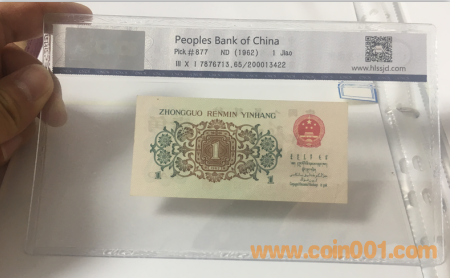 Peoples Bank of China
Pick#877 ND (1962) 1 Jiao
III X I 7876713,65/200013422
www.hlssjd.com
ZHONGGUO RENMIN YINHANG
1
www.coin001.com